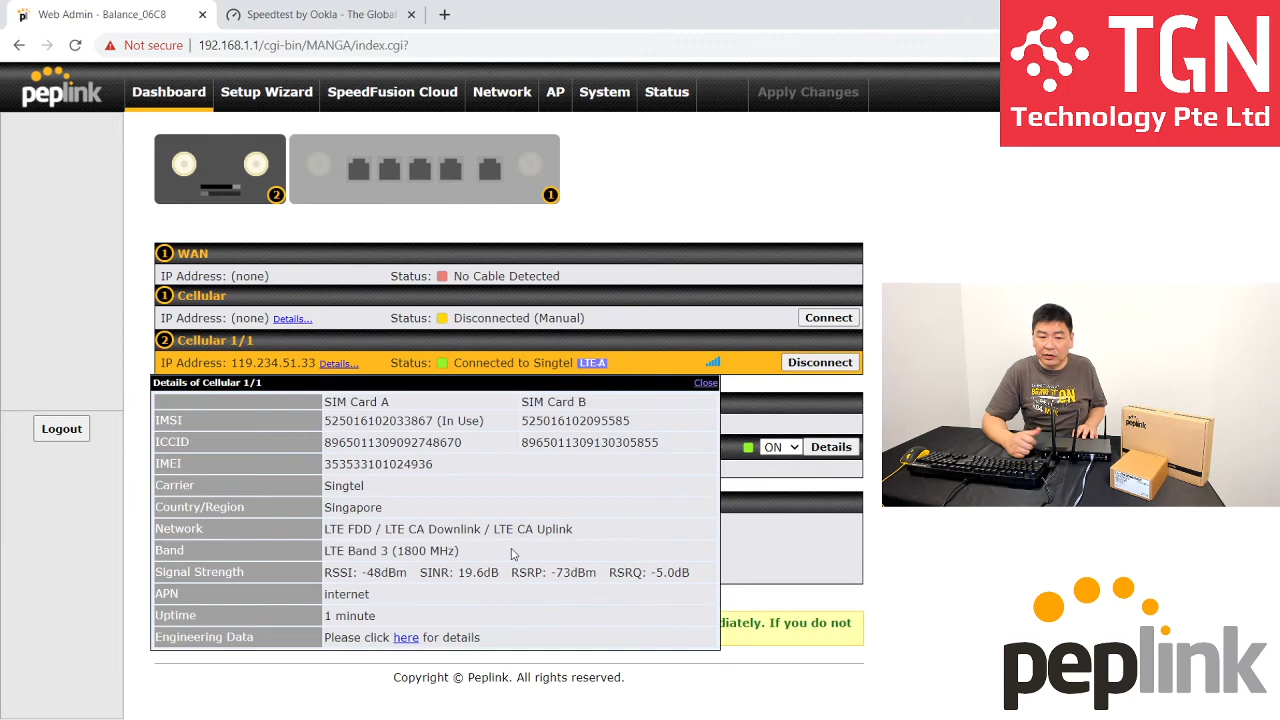 Web Admin - Balance_06C8
Speedtest by Ookla - The Global
Not secure 192.168.1.1/cgi-bin/MANGA/index.cgi?
peplink
Dashboard Setup Wizard SpeedFusion Cloud Network AP System Status Apply Changes
TGN
Technology Pte Ltd
2
1
1 WAN
IP Address: (none) Status: No Cable Detected
1 Cellular
IP Address: (none) Details... Status: Disconnected (Manual) Connect
2 Cellular 1/1
IP Address: 119.234.51.33 Details... Status: Connected to Singtel LTE-A Disconnect
Details of Cellular 1/1 Close
SIM Card A SIM Card B
IMSI 525016102033867 (In Use) 525016102095585
ICCID 8965011309092748670 8965011309130305855
ON Details
Logout
IMEI 353533101024936
Carrier Singtel
Country/Region Singapore
Network LTE FDD / LTE CA Downlink / LTE CA Uplink
Band LTE Band 3 (1800 MHz)
Signal Strength RSSI: -48dBm SINR: 19.6dB RSRP: -73dBm RSRQ: -5.0dB
APN internet
Uptime 1 minute
diately. If you do not
Engineering Data Please click here for details
Copyright © Peplink. All rights reserved.
peplink
peplink